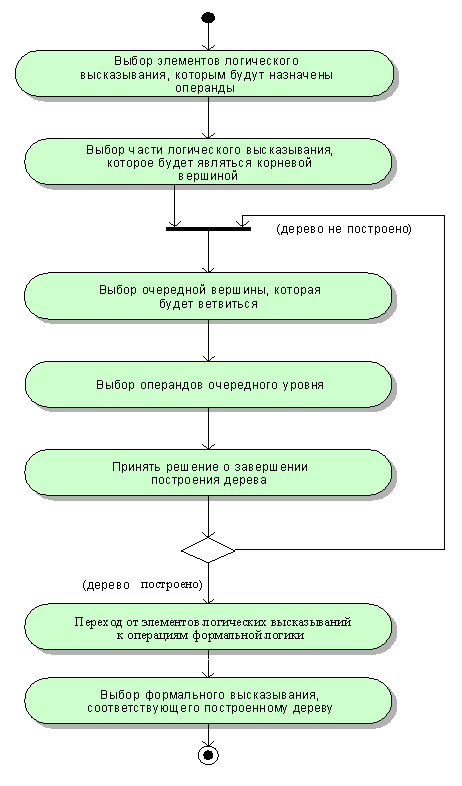 Выбор элементов логического
высказывания, которым будут назначены
операнды
Выбор части логического высказывания,
которое будет являться корневой
вершиной
(дерево не построено)
Выбор очередной вершины, которая
будет ветвиться
Выбор операндов очередного уровня
Принять решение о завершении
построения дерева
(дерево построено)
Переход от элементов логических высказываний
к операциям формальной логики
Выбор формального высказывания,
соответствующего построенному дереву